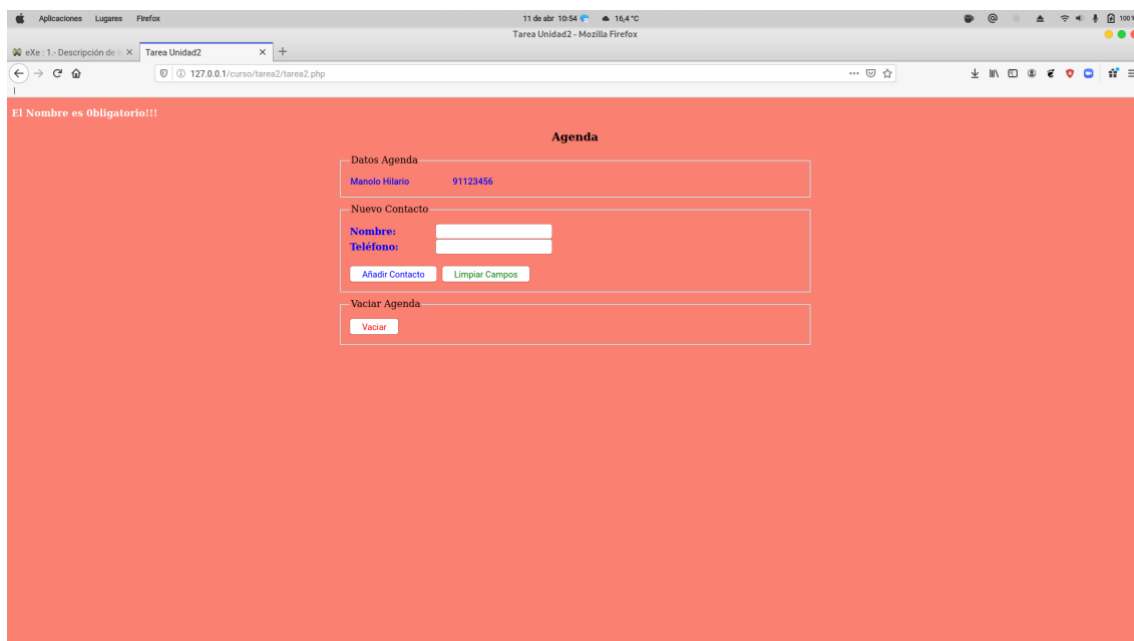 Aplicaciones Lugares Firefox 11 de abr 10:54 16,4°C
Tarea Unidad2 - Mozilla Firefox
eXe : 1.- Descripción de Tarea Unidad2
127.0.0.1/curso/tarea2/tarea2.php
El Nombre es 0bligatorio!!!
Agenda
Datos Agenda
Manolo Hilario 91123456
Nuevo Contacto
Nombre:
Teléfono:
Añadir Contacto Limpiar Campos
Vaciar Agenda
Vaciar